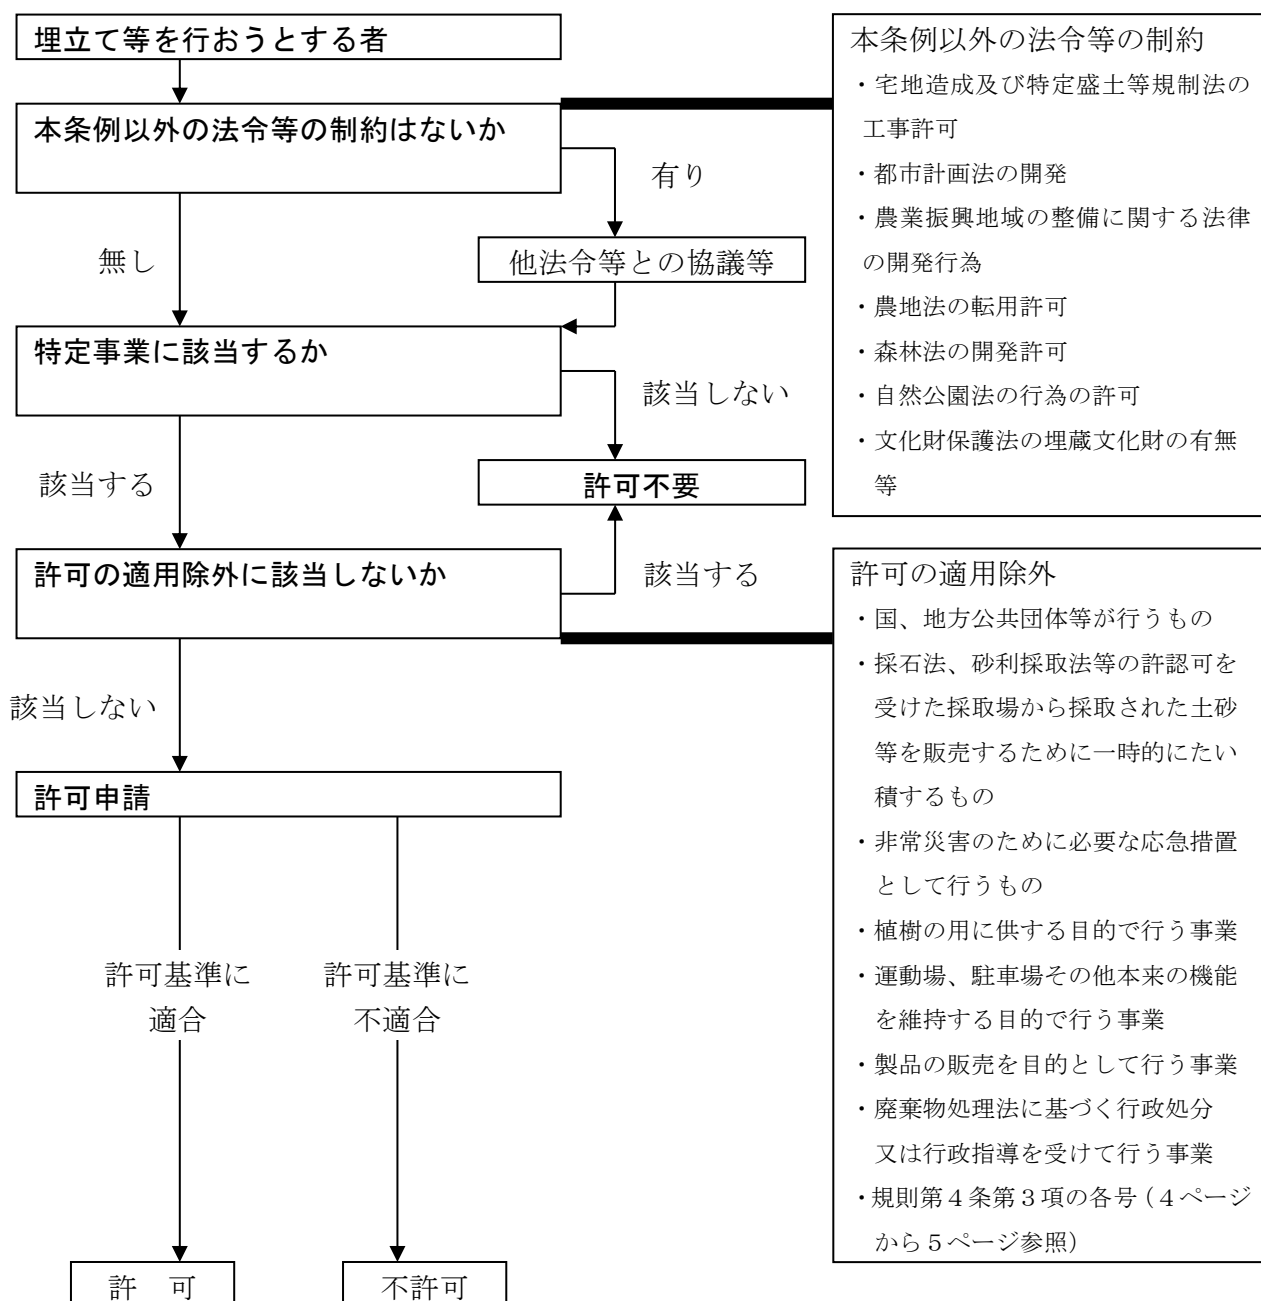 埋立て等を行おうとする者
本条例以外の法令等の制約はないか
有り
無し
他法令等との協議等
特定事業に該当するか
該当しない
該当する
許可不要
許可の適用除外に該当しないか
該当する
該当しない
許可申請
許可基準に
適合
許可基準に
不適合
許　可
不許可
本条例以外の法令等の制約
・宅地造成及び特定盛土等規制法の
工事許可
・都市計画法の開発
・農業振興地域の整備に関する法律
の開発行為
・農地法の転用許可
・森林法の開発許可
・自然公園法の行為の許可
・文化財保護法の埋蔵文化財の有無
等
許可の適用除外
・国、地方公共団体等が行うもの
・採石法、砂利採取法等の許認可を
受けた採取場から採取された土砂
等を販売するために一時的にたい
積するもの
・非常災害のために必要な応急措置
として行うもの
・植樹の用に供する目的で行う事業
・運動場、駐車場その他本来の機能
を維持する目的で行う事業
・製品の販売を目的として行う事業
・廃棄物処理法に基づく行政処分
又は行政指導を受けて行う事業
・規則第４条第３項の各号（４ページ
から５ページ参照）